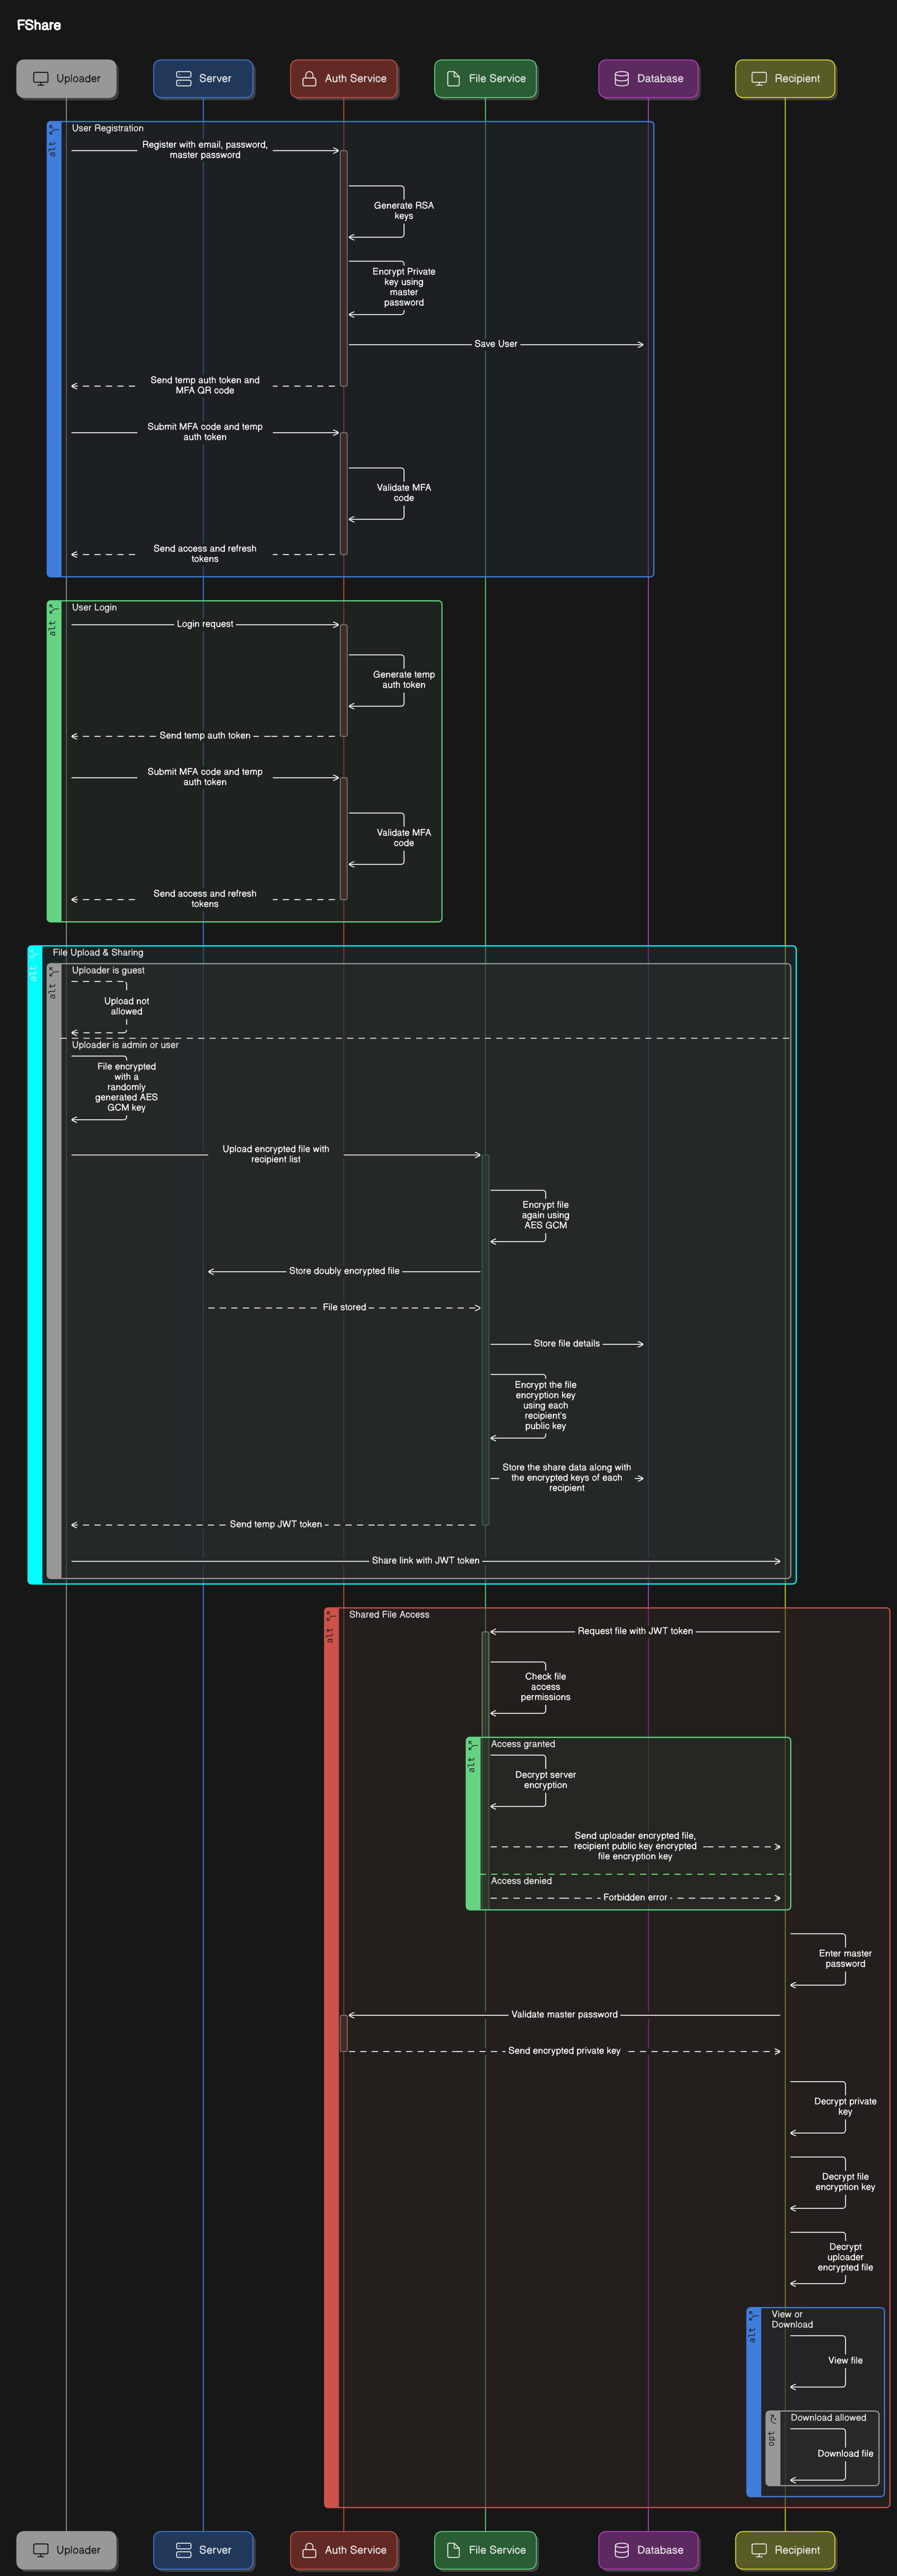 FShare
Uploader
Server
Auth Service
File Service
Database
Recipient
alt
User Registration
Register with email, password,
master password
Generate RSA
keys
Encrypt Private
key using
master
password
Save User
Send temp auth token and
MFA QR code
Submit MFA code and temp
auth token
Validate MFA
code
Send access and refresh
tokens
alt
User Login
Login request
Generate temp
auth token
Send temp auth token
Submit MFA code and temp
auth token
Validate MFA
code
Send access and refresh
tokens
alt
File Upload & Sharing
alt
Uploader is guest
Upload not
allowed
Uploader is admin or user
File encrypted
with a
randomly
generated AES
GCM key
Upload encrypted file with
recipient list
Encrypt file
again using
AES GCM
Store doubly encrypted file
File stored
Store file details
Encrypt the file
encryption key
using each
recipient's
public key
Store the share data along with
the encrypted keys of each
recipient
Send temp JWT token
Share link with JWT token
alt
Shared File Access
Request file with JWT token
Check file
access
permissions
alt
Access granted
Decrypt server
encryption
Send uploader encrypted file,
recipient public key encrypted
file encryption key
Access denied
Forbidden error
Enter master
password
Validate master password
Send encrypted private key
Decrypt private
key
Decrypt file
encryption key
Decrypt
uploader
encrypted file
alt
View or
Download
View file
opt
Download allowed
Download file
Uploader
Server
Auth Service
File Service
Database
Recipient